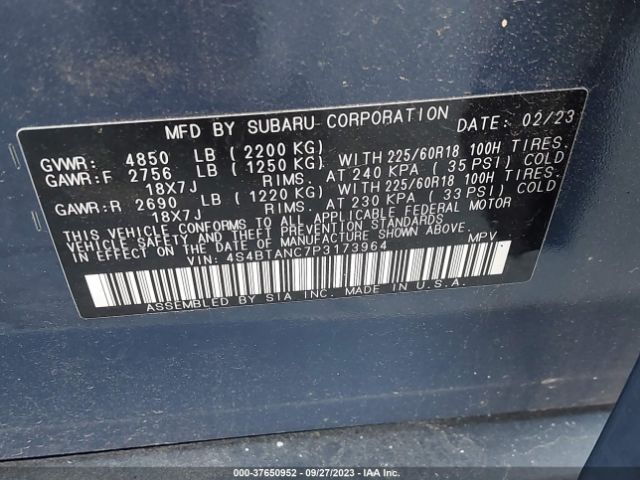 MFD BY SUBARU CORPORATION DATE: 02/23
GVWR: 4850 LB (2200 KG)
GAWR:F 2756 LB (1250 KG) WITH 225/60R18 100H TIRES.
18X7J RIMS. AT 240 KPA (35 PSI) COLD
GAWR:R 2690 LB (1220 KG) WITH 225/60R18 100H TIRES.
18X7J RIMS. AT 230 KPA (33 PSI) COLD
THIS VEHICLE CONFORMS TO ALL APPLICABLE FEDERAL MOTOR
VEHICLE SAFETY AND THEFT PREVENTION STANDARDS
IN EFFECT ON THE DATE OF MANUFACTURE SHOWN ABOVE.
VIN: 4S4BTANC7P3173964 MPV
ASSEMBLED BY SIA INC. MADE IN U.S.A.
000-37650952 - 09/27/2023 - IAA Inc.